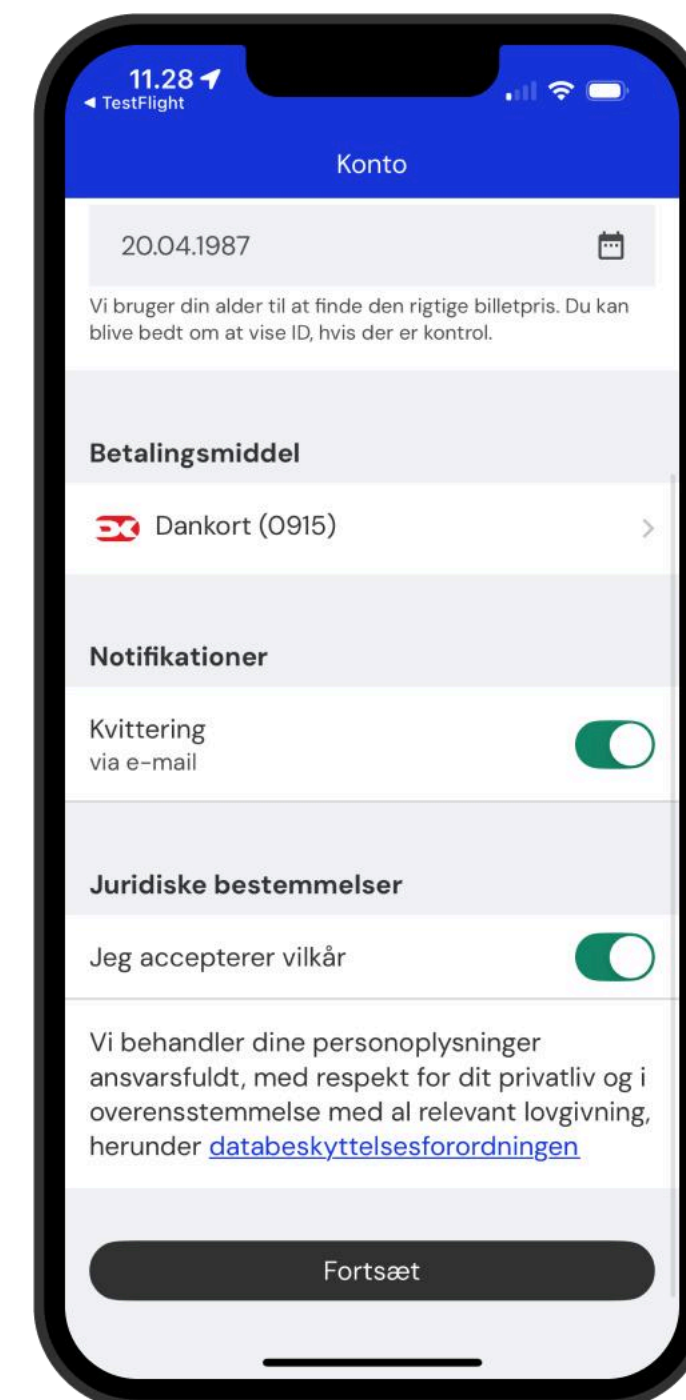 11.28
◀ TestFlight
Konto
20.04.1987
Vi bruger din alder til at finde den rigtige billetpris. Du kan
blive bedt om at vise ID, hvis der er kontrol.
Betalingsmiddel
Dankort (0915)
Notifikationer
Kvittering
via e-mail
Juridiske bestemmelser
Jeg accepterer vilkår
Vi behandler dine personoplysninger
ansvarsfuldt, med respekt for dit privatliv og i
overensstemmelse med al relevant lovgivning,
herunder databeskyttelsesforordningen
Fortsæt